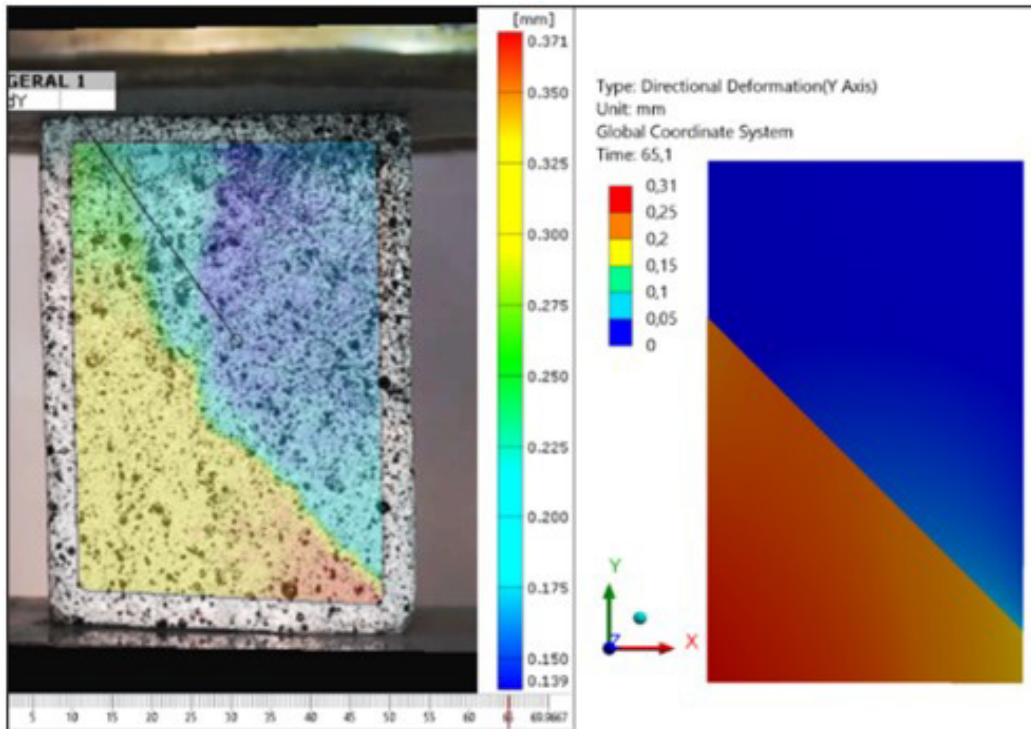 GERAL 1
dY
[mm]
0.371
0.350
0.325
0.300
0.275
0.250
0.225
0.200
0.175
0.150
0.139
5 10 15 20 25 30 35 40 45 50 55 60 65 69.9667
Type: Directional Deformation(Y Axis)
Unit: mm
Global Coordinate System
Time: 65,1
0,31
0,25
0,2
0,15
0,1
0,05
0
Y
Z
X